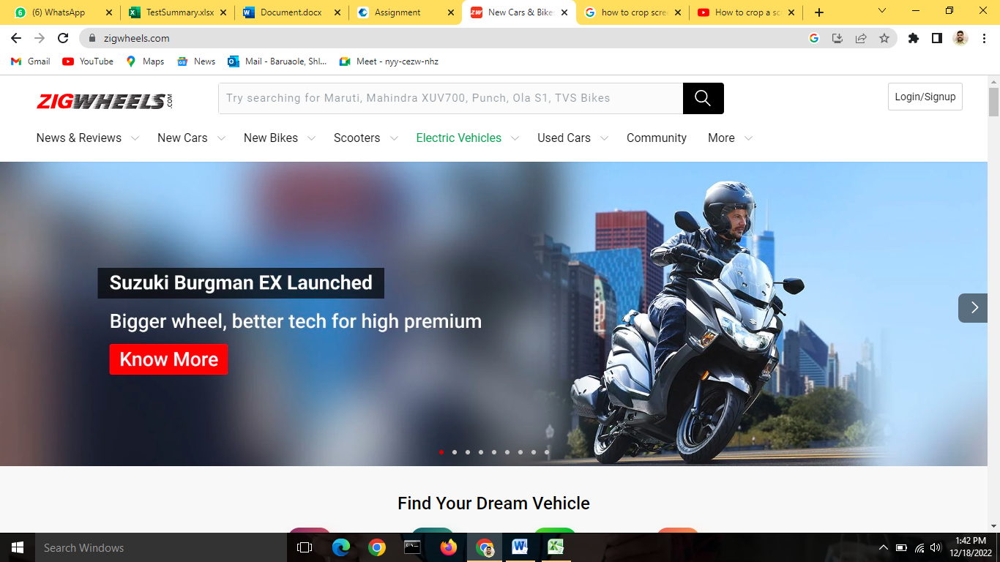 (6) WhatsApp
TestSummary.xlsx
Document.docx
Assignment
New Cars & Bike
how to crop scree
How to crop a sc
zigwheels.com
Gmail
YouTube
Maps
News
Mail - Baruaole, Shl...
Meet - nyy-cezw-nhz
ZIGWHEELS.COM
Try searching for Maruti, Mahindra XUV700, Punch, Ola S1, TVS Bikes
Login/Signup
News & Reviews
New Cars
New Bikes
Scooters
Electric Vehicles
Used Cars
Community
More
Suzuki Burgman EX Launched
Bigger wheel, better tech for high premium
Know More
Find Your Dream Vehicle
Search Windows
1:42 PM
12/18/2022